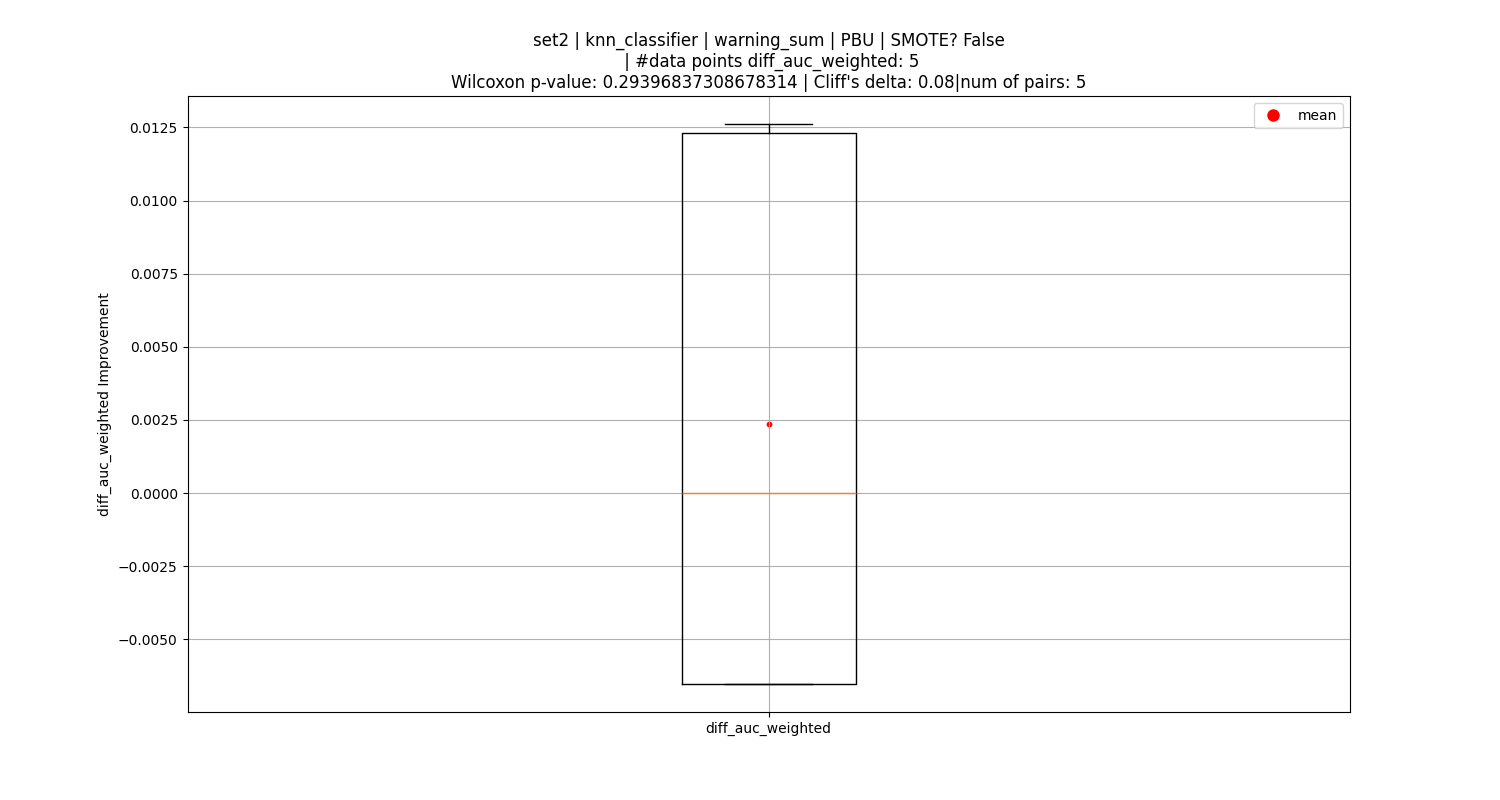 set2 | knn_classifier | warning_sum | PBU | SMOTE? False
| #data points diff_auc_weighted: 5
Wilcoxon p-value: 0.29396837308678314 | Cliff's delta: 0.08|num of pairs: 5
mean
0.0125
0.0100
0.0075
0.0050
0.0025
0.0000
−0.0025
−0.0050
diff_auc_weighted Improvement
diff_auc_weighted